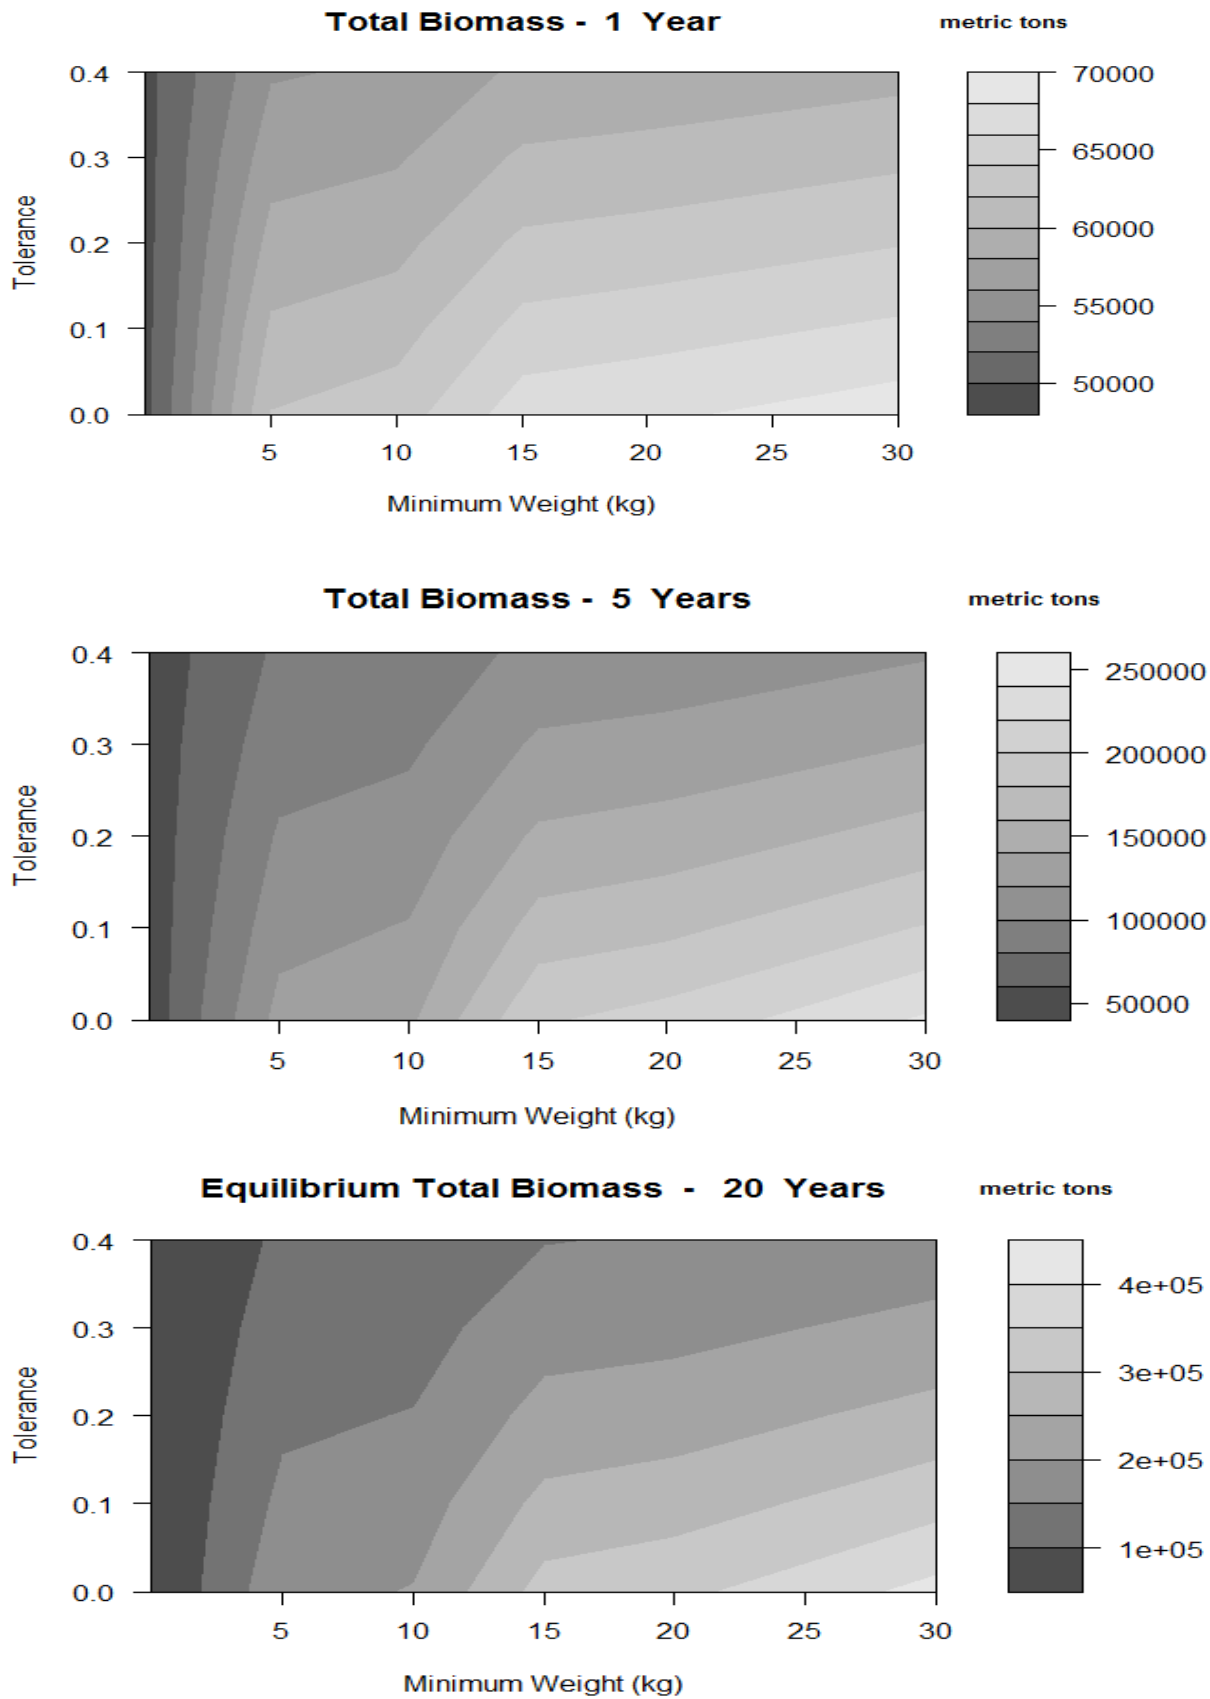 Total Biomass - 1 Year
metric tons
0.4
0.3
0.2
0.1
0.0
Tolerance
5 10 15 20 25 30
Minimum Weight (kg)
70000
65000
60000
55000
50000
Total Biomass - 5 Years
metric tons
0.4
0.3
0.2
0.1
0.0
Tolerance
5 10 15 20 25 30
Minimum Weight (kg)
250000
200000
150000
100000
50000
Equilibrium Total Biomass - 20 Years
metric tons
0.4
0.3
0.2
0.1
0.0
Tolerance
5 10 15 20 25 30
Minimum Weight (kg)
4e+05
3e+05
2e+05
1e+05